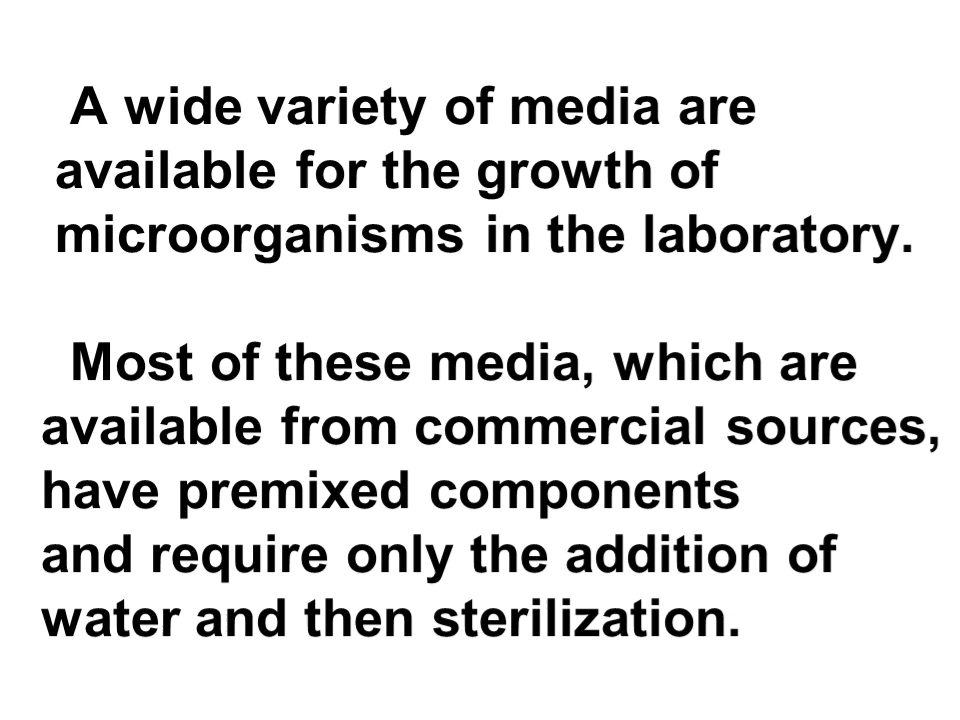 A wide variety of media are
available for the growth of
microorganisms in the laboratory.
Most of these media, which are
available from commercial sources,
have premixed components
and require only the addition of
water and then sterilization.